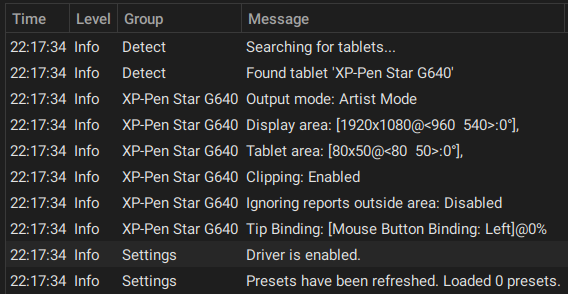 Time Level Group Message
22:17:34 Info Detect Searching for tablets...
22:17:34 Info Detect Found tablet 'XP-Pen Star G640'
22:17:34 Info XP-Pen Star G640 Output mode: Artist Mode
22:17:34 Info XP-Pen Star G640 Display area: [1920x1080@<960 540>:0°],
22:17:34 Info XP-Pen Star G640 Tablet area: [80x50@<80 50>:0°],
22:17:34 Info XP-Pen Star G640 Clipping: Enabled
22:17:34 Info XP-Pen Star G640 Ignoring reports outside area: Disabled
22:17:34 Info XP-Pen Star G640 Tip Binding: [Mouse Button Binding: Left]@0%
22:17:34 Info Settings Driver is enabled.
22:17:34 Info Settings Presets have been refreshed. Loaded 0 presets.